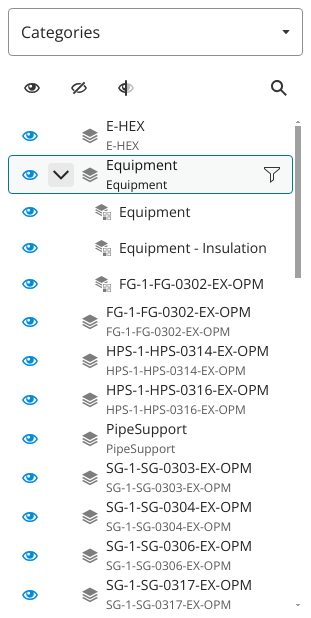 Categories
E-HEX
E-HEX
Equipment
Equipment
Equipment
Equipment - Insulation
FG-1-FG-0302-EX-OPM
FG-1-FG-0302-EX-OPM
FG-1-FG-0302-EX-OPM
HPS-1-HPS-0314-EX-OPM
HPS-1-HPS-0314-EX-OPM
HPS-1-HPS-0316-EX-OPM
HPS-1-HPS-0316-EX-OPM
PipeSupport
PipeSupport
SG-1-SG-0303-EX-OPM
SG-1-SG-0303-EX-OPM
SG-1-SG-0304-EX-OPM
SG-1-SG-0304-EX-OPM
SG-1-SG-0306-EX-OPM
SG-1-SG-0306-EX-OPM
SG-1-SG-0317-EX-OPM
SG-1-SG-0317-EX-OPM